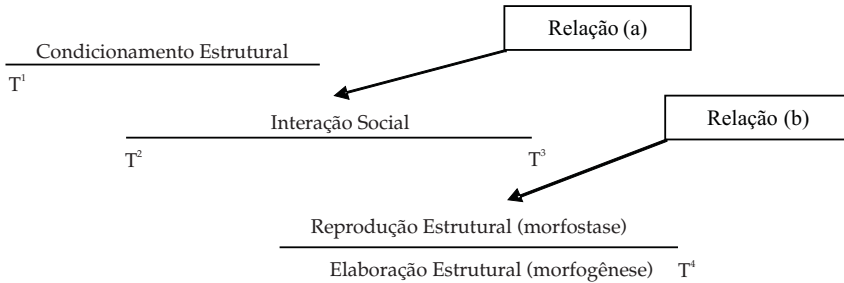 Relação (a)
Condicionamento Estrutural
T¹
Relação (b)
Interação Social
T² T³
Reprodução Estrutural (morfostase)
Elaboração Estrutural (morfogênese) T⁴